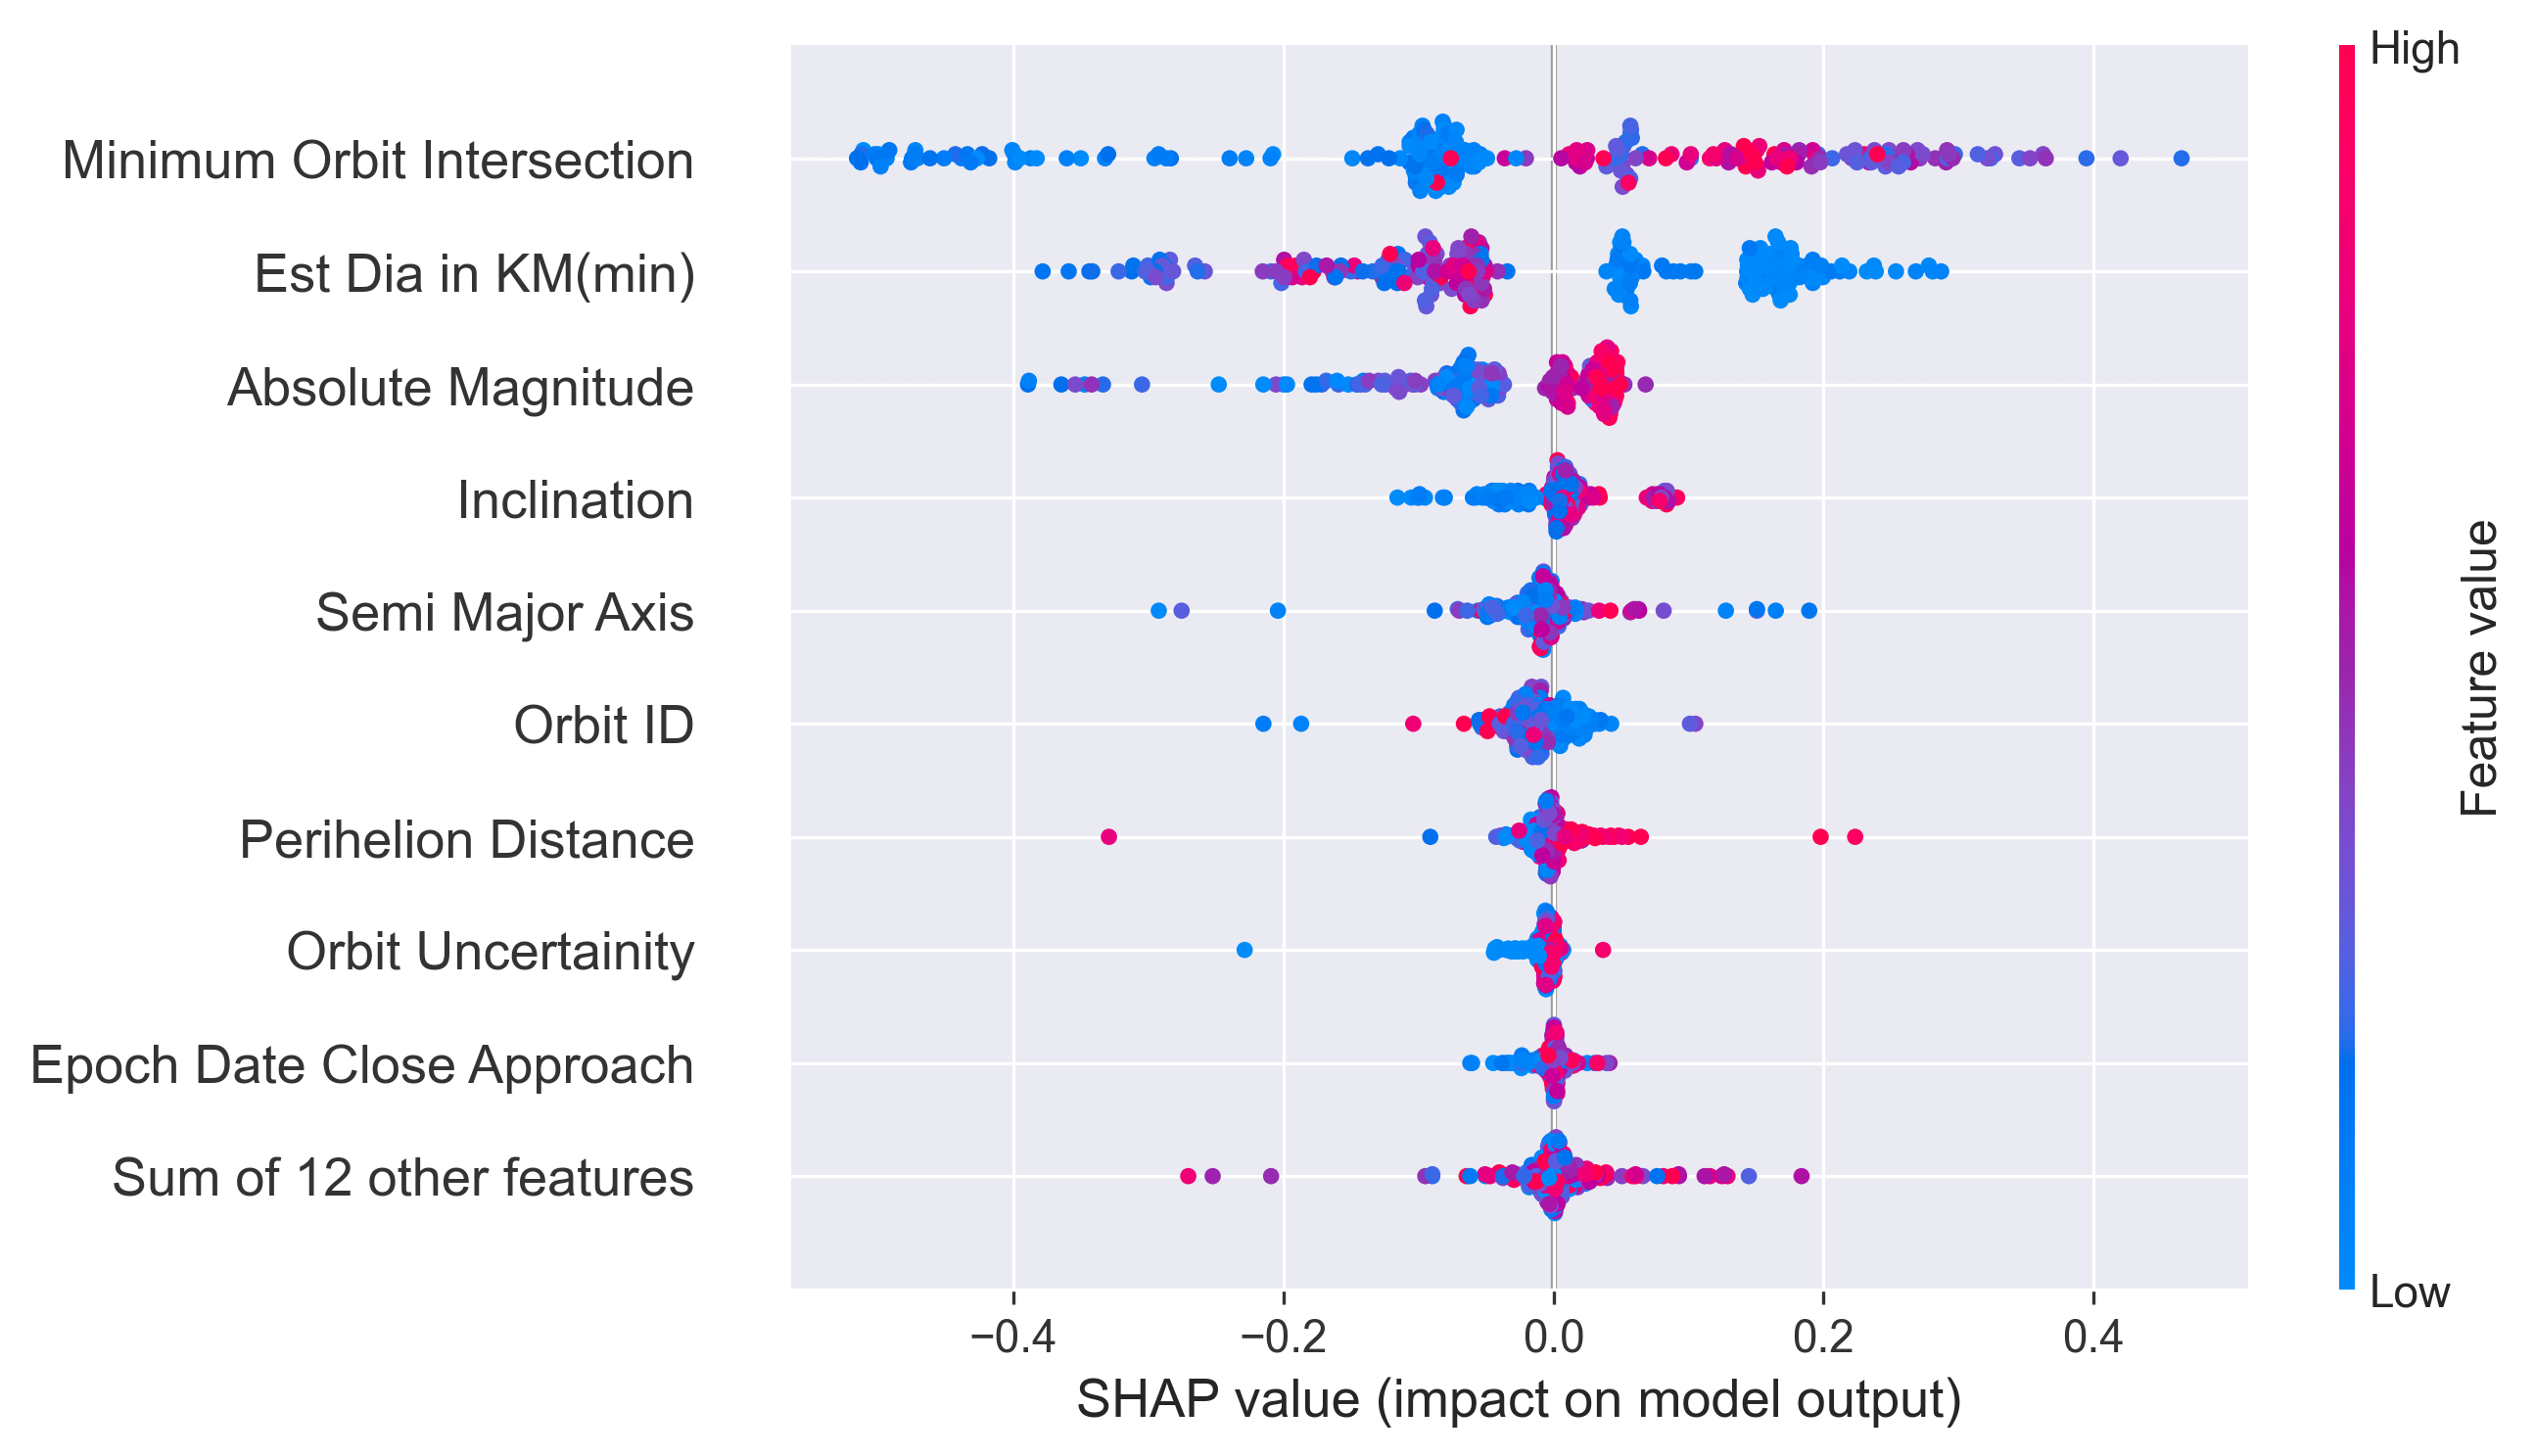 High
Minimum Orbit Intersection
Est Dia in KM(min)
Absolute Magnitude
Inclination
Semi Major Axis
Orbit ID
Perihelion Distance
Orbit Uncertainity
Epoch Date Close Approach
Sum of 12 other features
Feature value
Low
−0.4 −0.2 0.0 0.2 0.4
SHAP value (impact on model output)